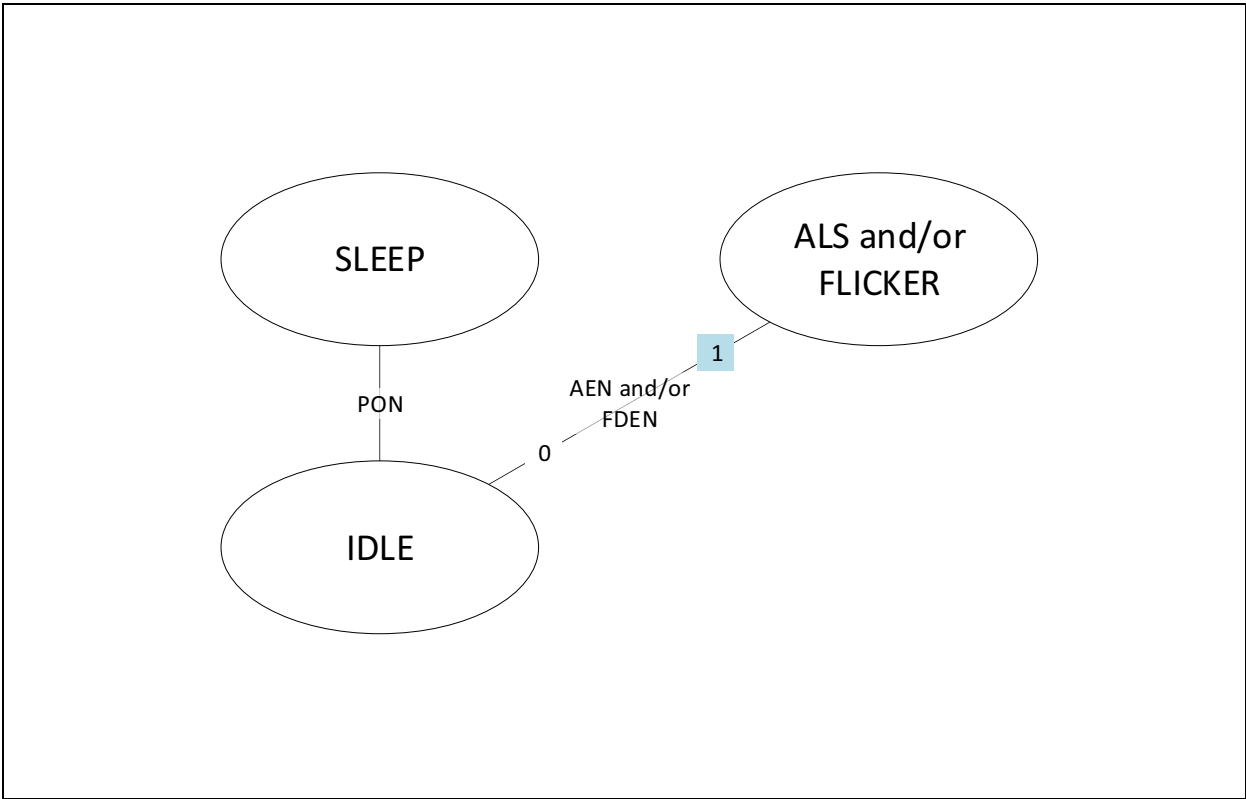 SLEEP
ALS and/or
FLICKER
1
AEN and/or
FDEN
PON
0
IDLE